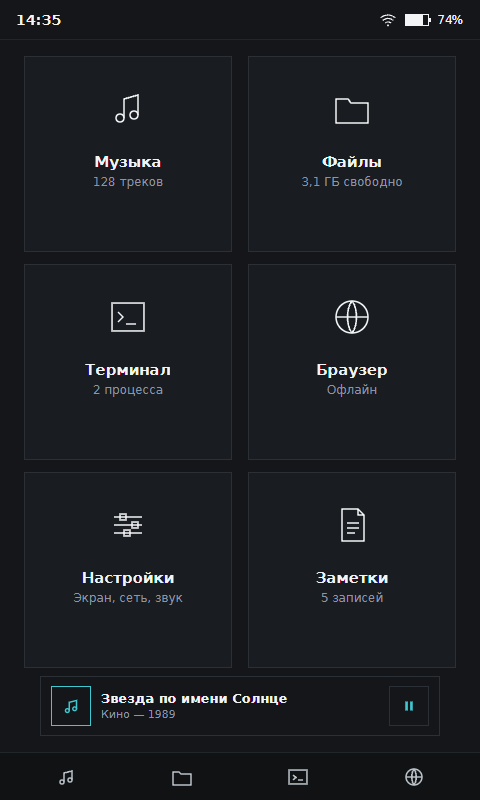 14:35 74%
Музыка
128 треков
Файлы
3,1 ГБ свободно
Терминал
2 процесса
Браузер
Офлайн
Настройки
Экран, сеть, звук
Заметки
5 записей
Звезда по имени Солнце
Кино — 1989